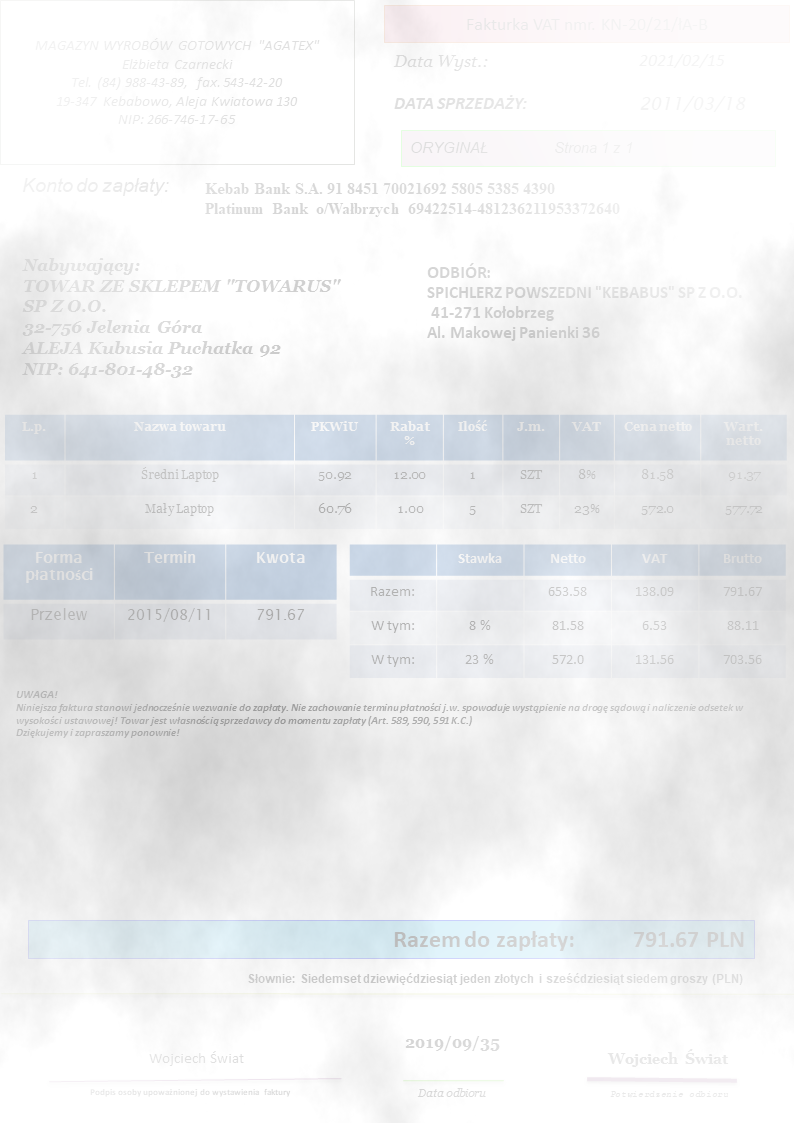 MAGAZYN WYROBÓW GOTOWYCH "AGATEX"
Elżbieta Czarnecki
Tel. (84) 988-43-89, fax. 543-42-20
19-347 Kebabowo, Aleja Kwiatowa 130
NIP: 266-746-17-65
Fakturka VAT nmr. KN-20/21/IA-B
Data Wyst.: 2021/02/15
DATA SPRZEDAŻY: 2011/03/18
ORYGINAŁ Strona 1 z 1
Konto do zapłaty: Kebab Bank S.A. 91 8451 70021692 5805 5385 4390
Platinum Bank o/Wałbrzych 69422514-481236211953372640
Nabywający:
TOWAR ZE SKLEPEM "TOWARUS"
SP Z O.O.
32-756 Jelenia Góra
ALEJA Kubusia Puchatka 92
NIP: 641-801-48-32
ODBIÓR:
SPICHLERZ POWSZEDNI "KEBABUS" SP Z O.O.
41-271 Kołobrzeg
Al. Makowej Panienki 36
L.p. Nazwa towaru PKWiU Rabat % Ilość J.m. VAT Cena netto Wart. netto
1 Średni Laptop 50.92 12.00 1 SZT 8% 81.58 91.37
2 Mały Laptop 60.76 1.00 5 SZT 23% 572.0 577.72
Forma płatności Termin Kwota
Przelew 2015/08/11 791.67
Stawka Netto VAT Brutto
Razem: 653.58 138.09 791.67
W tym: 8 % 81.58 6.53 88.11
W tym: 23 % 572.0 131.56 703.56
UWAGA!
Niniejsza faktura stanowi jednocześnie wezwanie do zapłaty. Nie zachowanie terminu płatności j.w. spowoduje wystąpienie na drogę sądową i naliczenie odsetek w
wysokości ustawowej! Towar jest własnością sprzedawcy do momentu zapłaty (Art. 589, 590, 591 K.C.)
Dziękujemy i zapraszamy ponownie!
Razem do zapłaty: 791.67 PLN
Słownie: Siedemset dziewięćdziesiąt jeden złotych i sześćdziesiąt siedem groszy (PLN)
Wojciech Świat
Podpis osoby upoważnionej do wystawienia faktury
2019/09/35
Data odbioru
Wojciech Świat
Potwierdzenie odbioru